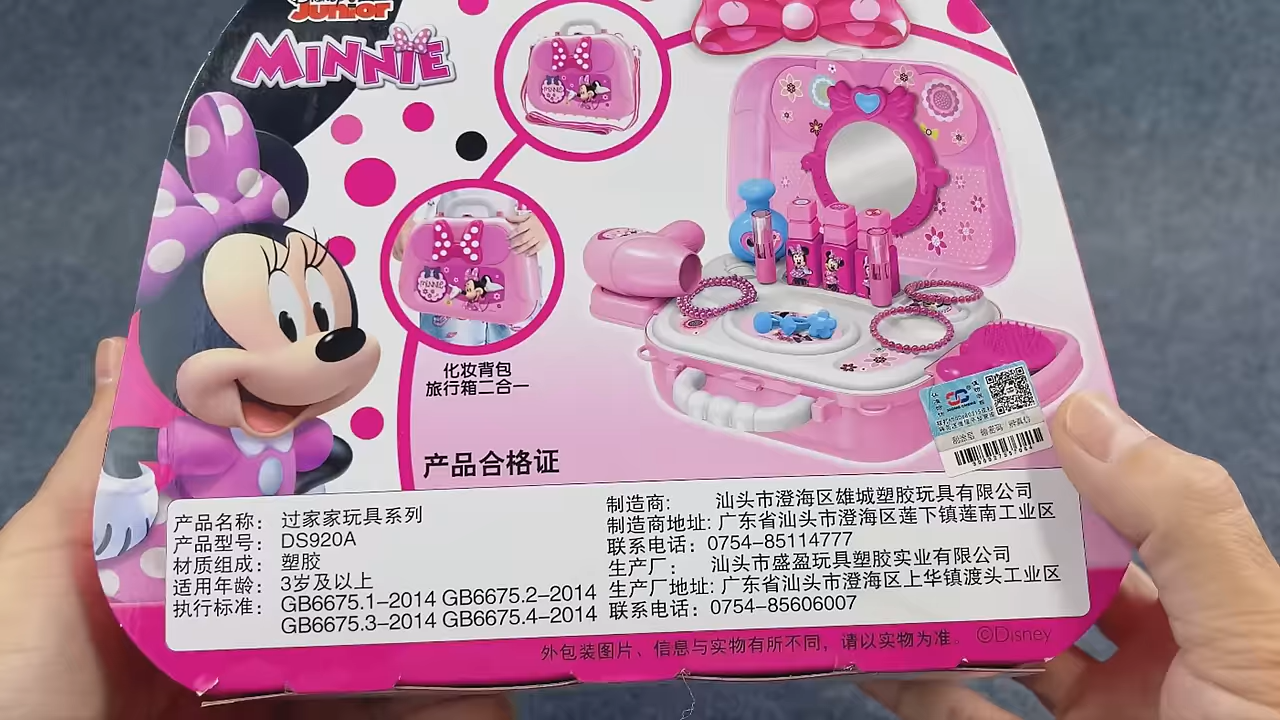 Junior
MINNIE
MINNIE
MINNIE
化妆背包
旅行箱二合一
产品合格证
产品名称： 过家家玩具系列
产品型号： DS920A
材质组成： 塑胶
适用年龄： 3岁及以上
执行标准： GB6675.1-2014 GB6675.2-2014
GB6675.3-2014 GB6675.4-2014
制造商： 汕头市澄海区雄城塑胶玩具有限公司
制造商地址: 广东省汕头市澄海区莲下镇莲南工业区
联系电话： 0754-85114777
生产厂： 汕头市盛盈玩具塑胶实业有限公司
生产厂地址: 广东省汕头市澄海区上华镇渡头工业区
联系电话： 0754-85606007
外包装图片、信息与实物有所不同，请以实物为准。 ©Disney